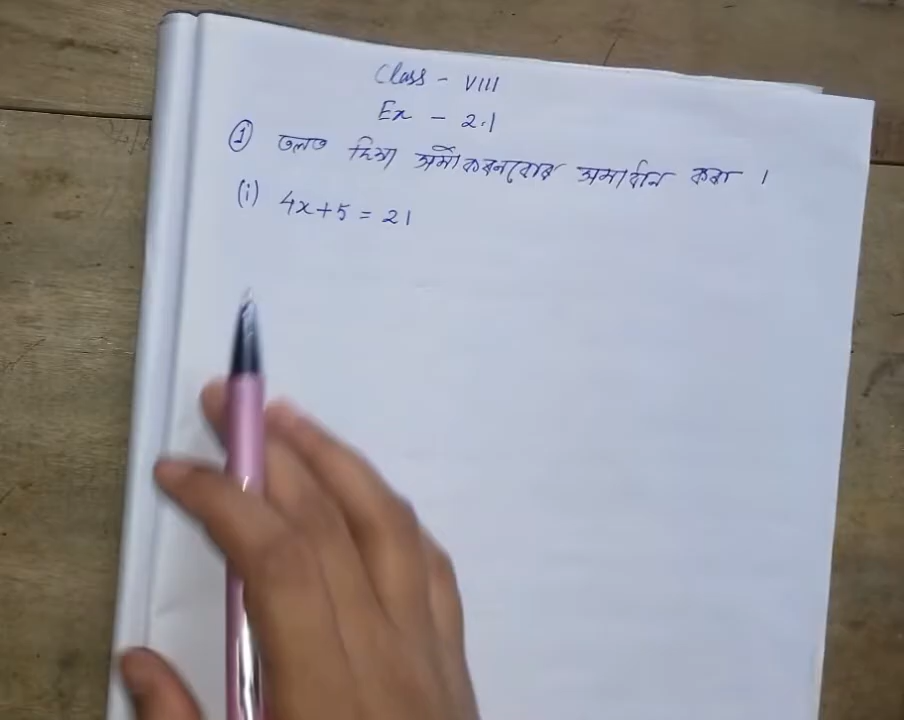 Class - VIII
Ex - 2.1
① তলত দিয়া সমীকৰণবোৰ সমাধান কৰা ।
(i) 4x+5 = 21